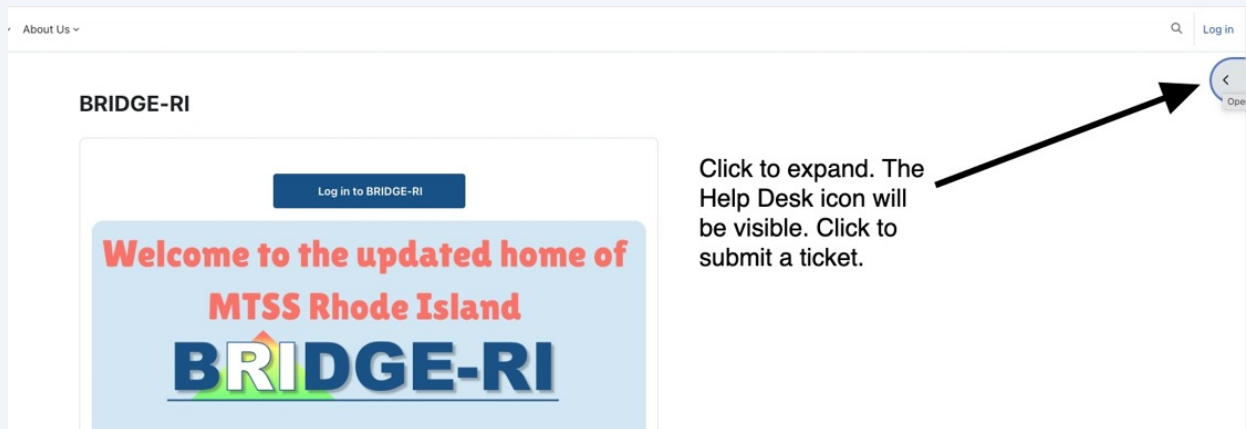 About Us
Log in
Open
BRIDGE-RI
Log in to BRIDGE-RI
Click to expand. The
Help Desk icon will
be visible. Click to
submit a ticket.
Welcome to the updated home of
MTSS Rhode Island
BRIDGE-RI